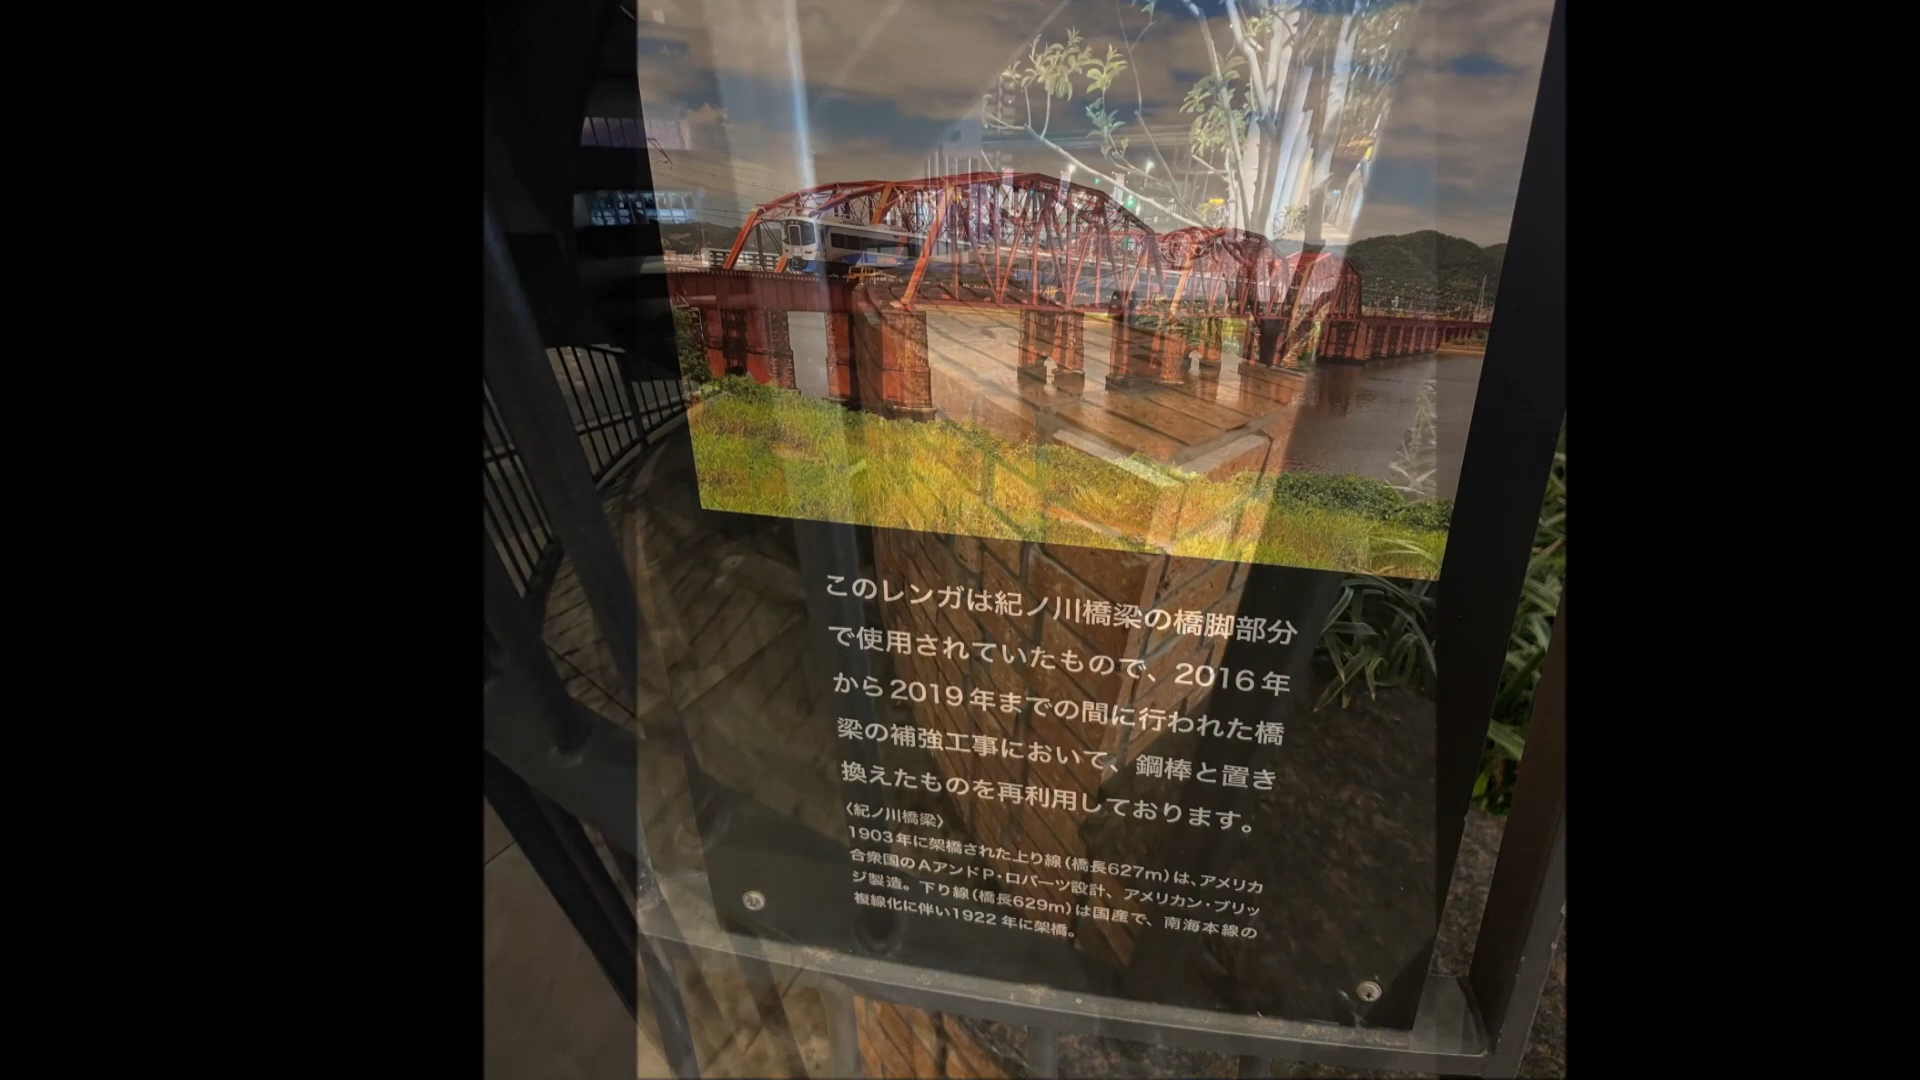 このレンガは紀ノ川橋梁の橋脚部分
で使用されていたもので、2016年
から2019年までの間に行われた橋
梁の補強工事において、鋼棒と置き
換えたものを再利用しております。
〈紀ノ川橋梁〉
1903年に架橋された上り線（橋長627m）は、アメリカ
合衆国のAアンドP・ロバーツ設計、アメリカン・ブリッ
ジ製造。下り線（橋長629m）は国産で、南海本線の
複線化に伴い1922年に架橋。